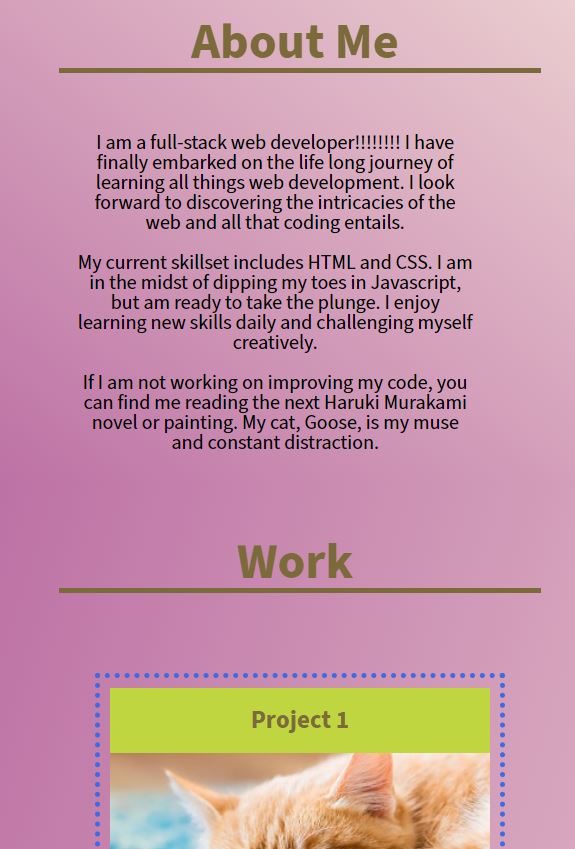 About Me
I am a full-stack web developer!!!!!!!! I have
finally embarked on the life long journey of
learning all things web development. I look
forward to discovering the intricacies of the
web and all that coding entails.
My current skillset includes HTML and CSS. I am
in the midst of dipping my toes in Javascript,
but am ready to take the plunge. I enjoy
learning new skills daily and challenging myself
creatively.
If I am not working on improving my code, you
can find me reading the next Haruki Murakami
novel or painting. My cat, Goose, is my muse
and constant distraction.
Work
Project 1